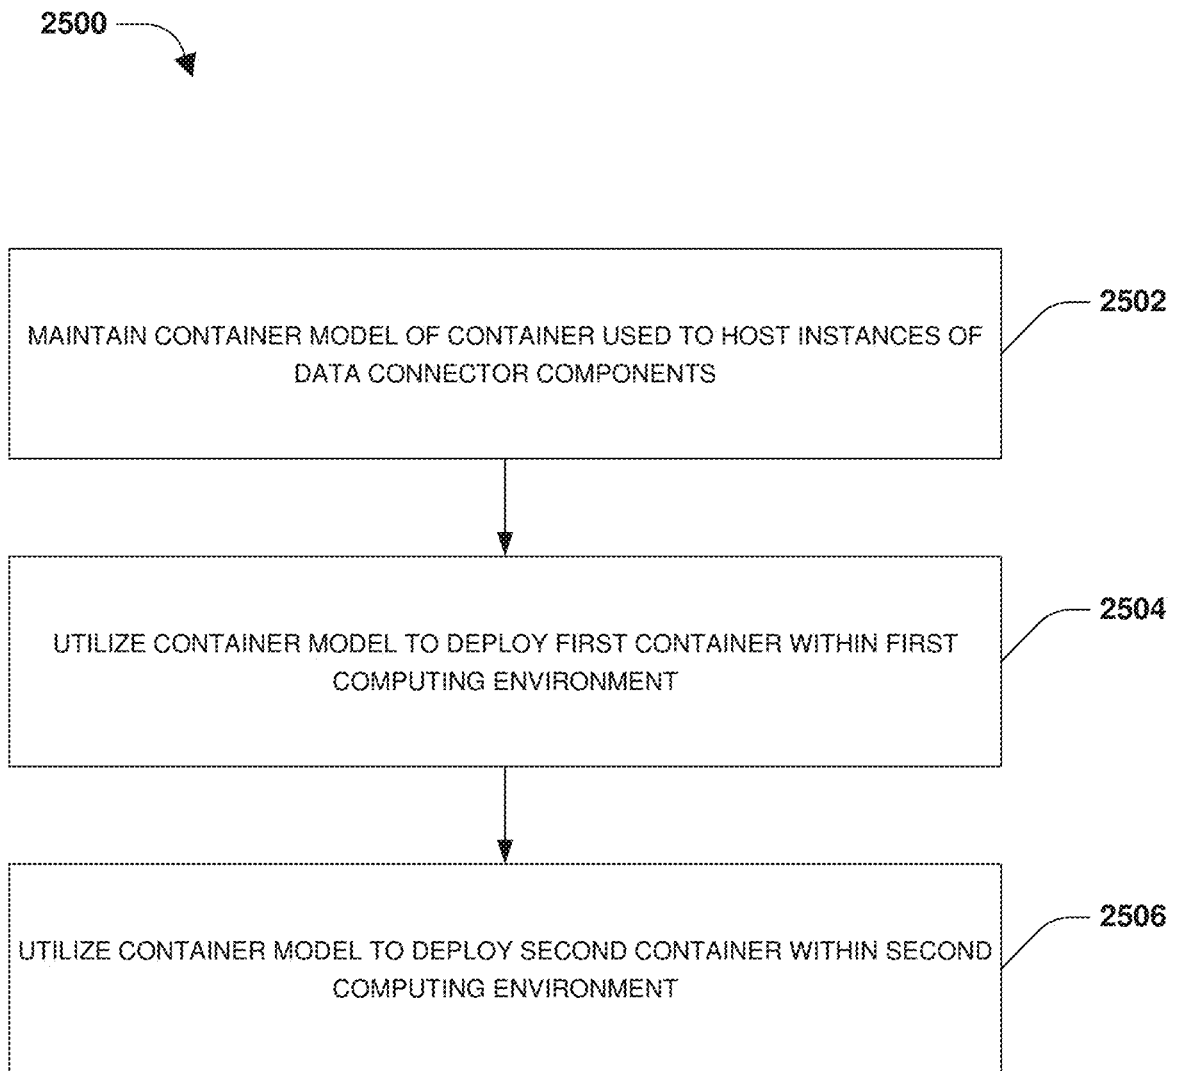 2500
MAINTAIN CONTAINER MODEL OF CONTAINER USED TO HOST INSTANCES OF
DATA CONNECTOR COMPONENTS
2502
UTILIZE CONTAINER MODEL TO DEPLOY FIRST CONTAINER WITHIN FIRST
COMPUTING ENVIRONMENT
2504
UTILIZE CONTAINER MODEL TO DEPLOY SECOND CONTAINER WITHIN SECOND
COMPUTING ENVIRONMENT
2506